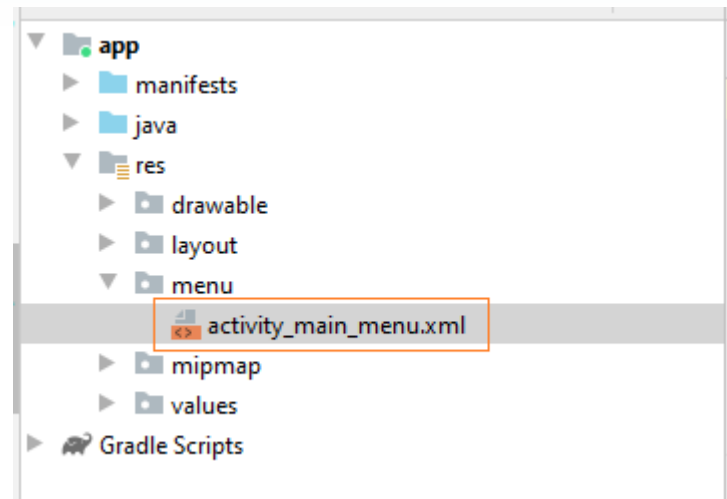 app
manifests
java
res
drawable
layout
menu
activity_main_menu.xml
mipmap
values
Gradle Scripts